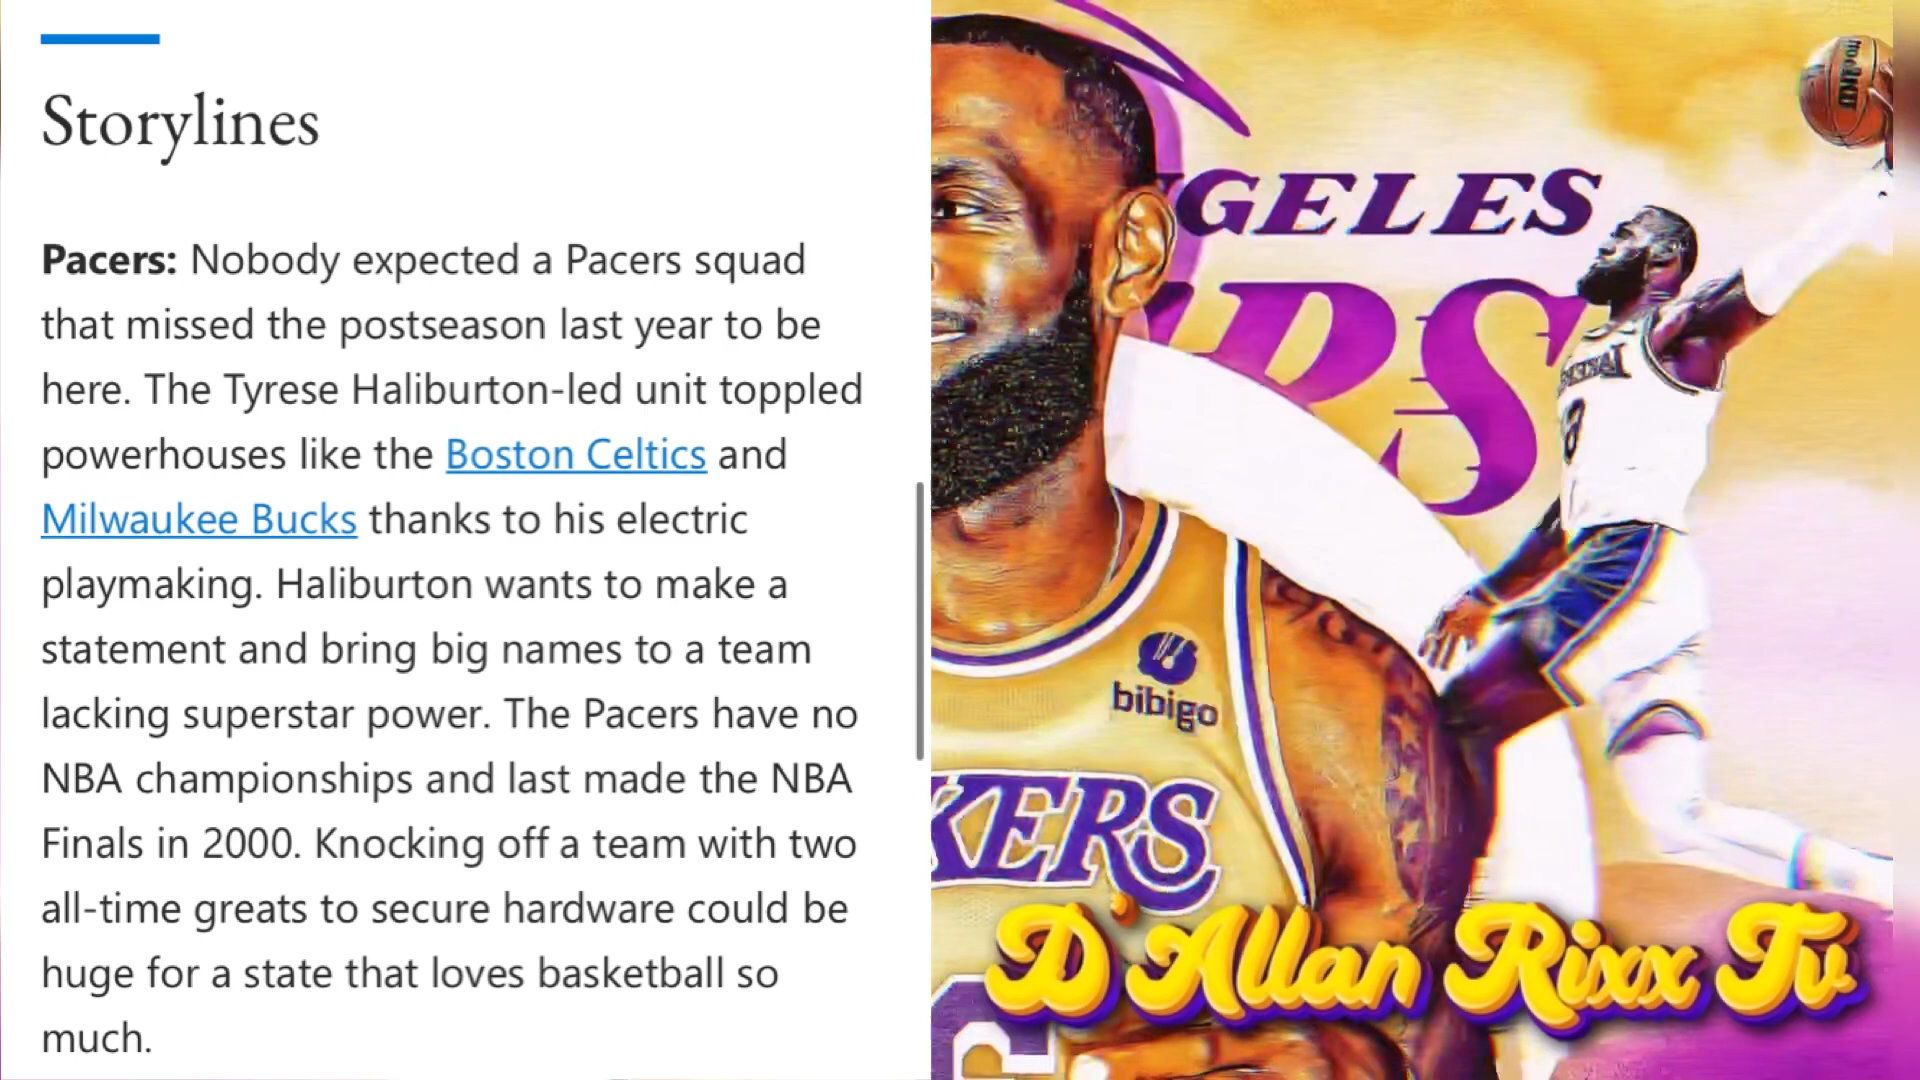 Storylines
Pacers: Nobody expected a Pacers squad
that missed the postseason last year to be
here. The Tyrese Haliburton-led unit toppled
powerhouses like the Boston Celtics and
Milwaukee Bucks thanks to his electric
playmaking. Haliburton wants to make a
statement and bring big names to a team
lacking superstar power. The Pacers have no
NBA championships and last made the NBA
Finals in 2000. Knocking off a team with two
all-time greats to secure hardware could be
huge for a state that loves basketball so
much.
GELES
RS
bibigo
KERS
D'Allan Rixx Tv